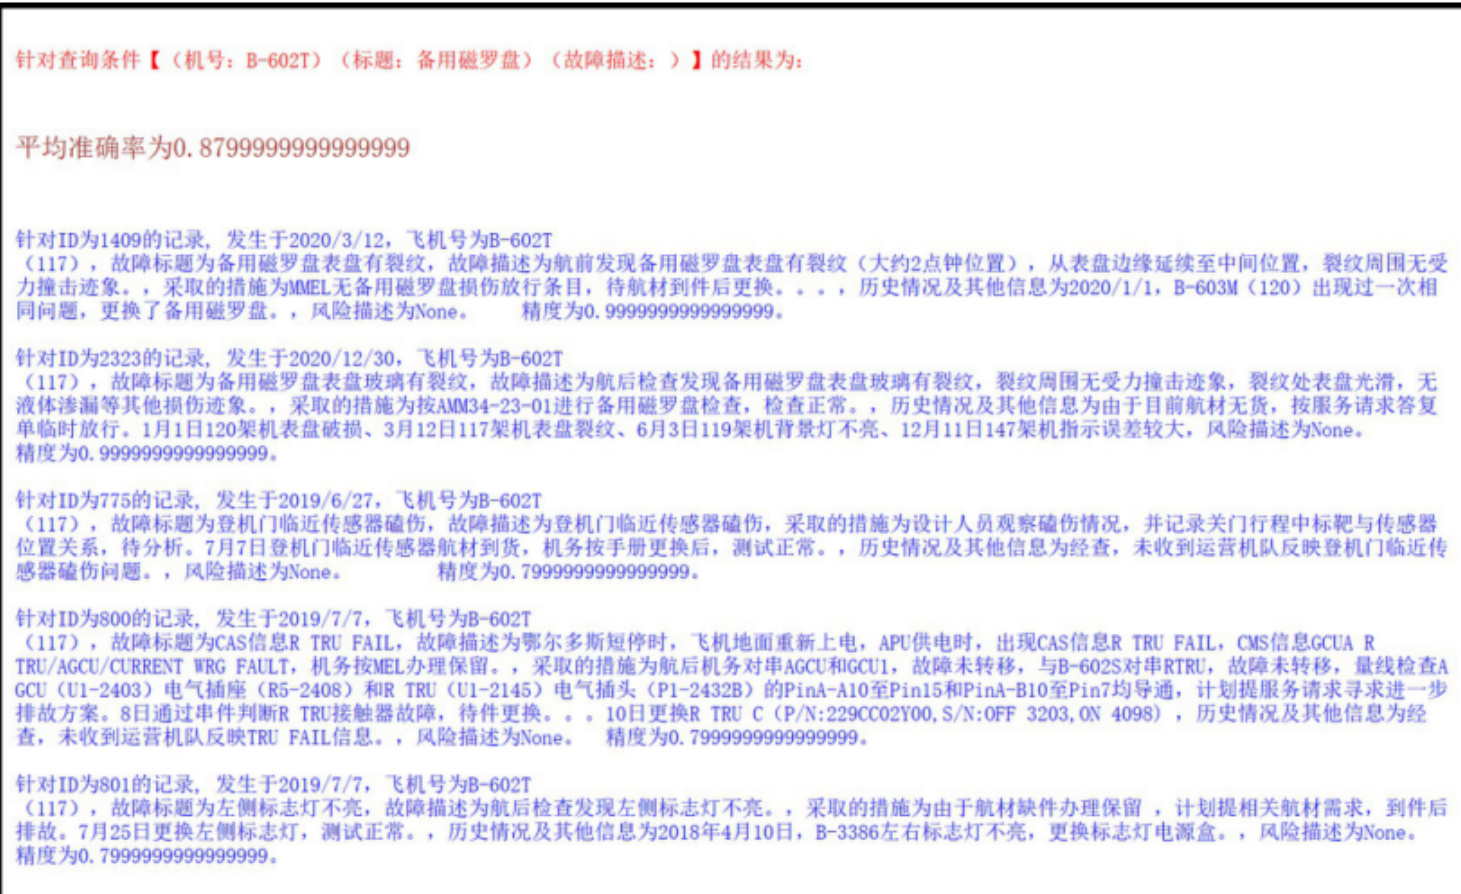 针对查询条件【（机号：B-602T）（标题：备用磁罗盘）（故障描述：）】的结果为：
平均准确率为0.8799999999999999
针对ID为1409的记录, 发生于2020/3/12，飞机号为B-602T
（117），故障标题为备用磁罗盘表盘有裂纹，故障描述为航前发现备用磁罗盘表盘有裂纹（大约2点钟位置），从表盘边缘延续至中间位置，裂纹周围无受
力撞击迹象。，采取的措施为MMEL无备用磁罗盘损伤放行条目，待航材到件后更换。。。，历史情况及其他信息为2020/1/1，B-603M（120）出现过一次相
同问题，更换了备用磁罗盘。，风险描述为None。 精度为0.9999999999999999。
针对ID为2323的记录, 发生于2020/12/30，飞机号为B-602T
（117），故障标题为备用磁罗盘表盘玻璃有裂纹，故障描述为航后检查发现备用磁罗盘表盘玻璃有裂纹，裂纹周围无受力撞击迹象，裂纹处表盘光滑，无
液体渗漏等其他损伤迹象。，采取的措施为按AMM34-23-01进行备用磁罗盘检查，检查正常。，历史情况及其他信息为由于目前航材无货，按服务请求答复
单临时放行。1月1日120架机表盘破损、3月12日117架机表盘裂纹、6月3日119架机背景灯不亮、12月11日147架机指示误差较大，风险描述为None。
精度为0.9999999999999999。
针对ID为775的记录, 发生于2019/6/27，飞机号为B-602T
（117），故障标题为登机门临近传感器磕伤，故障描述为登机门临近传感器磕伤，采取的措施为设计人员观察磕伤情况，并记录关门行程中标靶与传感器
位置关系，待分析。7月7日登机门临近传感器航材到货，机务按手册更换后，测试正常。，历史情况及其他信息为经查，未收到运营机队反映登机门临近传
感器磕伤问题。，风险描述为None。 精度为0.7999999999999999。
针对ID为800的记录, 发生于2019/7/7，飞机号为B-602T
（117），故障标题为CAS信息R TRU FAIL，故障描述为鄂尔多斯短停时，飞机地面重新上电，APU供电时，出现CAS信息R TRU FAIL，CMS信息GCUA R
TRU/AGCU/CURRENT WRG FAULT，机务按MEL办理保留。，采取的措施为航后机务对串AGCU和GCU1，故障未转移，与B-602S对串RTRU，故障未转移，量线检查A
GCU（U1-2403）电气插座（R5-2408）和R TRU（U1-2145）电气插头（P1-2432B）的PinA-A10至Pin15和PinA-B10至Pin7均导通，计划提服务请求寻求进一步
排故方案。8日通过串件判断R TRU接触器故障，待件更换。。。10日更换R TRU C（P/N:229CC02Y00,S/N:OFF 3203,ON 4098），历史情况及其他信息为经
查，未收到运营机队反映TRU FAIL信息。，风险描述为None。 精度为0.7999999999999999。
针对ID为801的记录, 发生于2019/7/7，飞机号为B-602T
（117），故障标题为左侧标志灯不亮，故障描述为航后检查发现左侧标志灯不亮。，采取的措施为由于航材缺件办理保留 ，计划提相关航材需求，到件后
排故。7月25日更换左侧标志灯，测试正常。，历史情况及其他信息为2018年4月10日，B-3386左右标志灯不亮，更换标志灯电源盒。，风险描述为None。
精度为0.7999999999999999。